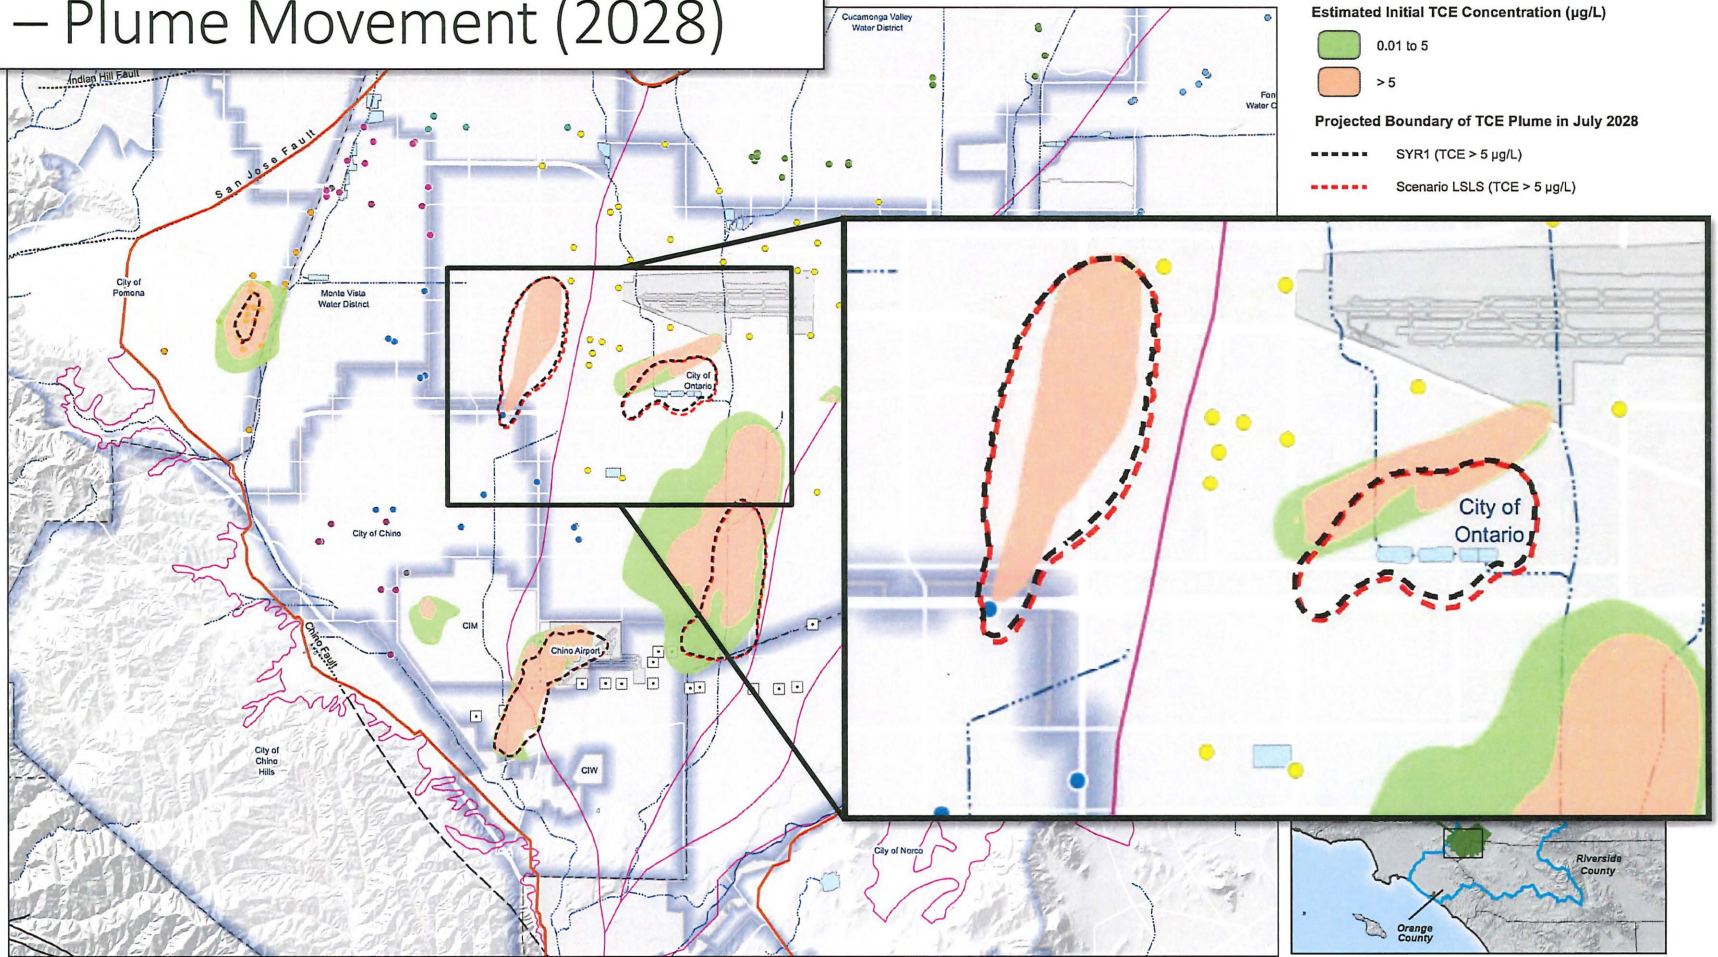 – Plume Movement (2028)
Cucamonga Valley
Water District
Estimated Initial TCE Concentration (µg/L)
0.01 to 5
> 5
Projected Boundary of TCE Plume in July 2028
SYR1 (TCE > 5 µg/L)
Scenario LSLS (TCE > 5 µg/L)
Indian Hill Fault
Fon
Water C
San Jose Fault
City of
Pomona
Monte Vista
Water District
City of
Ontario
City of
Ontario
City of Chino
CIM
Chino Airport
Chino Fault
City of
Chino
Hills
CIW
City of Norco
Riverside
County
Orange
County